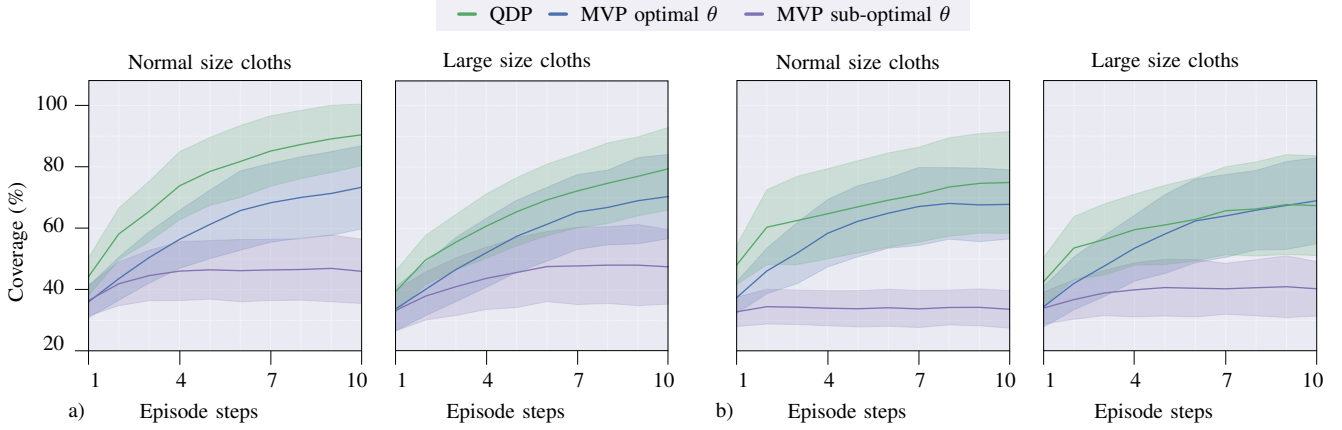 QDP MVP optimal θ MVP sub-optimal θ
Normal size cloths Large size cloths Normal size cloths Large size cloths
100
80
60
40
20
Coverage (%)
1 4 7 10 1 4 7 10 1 4 7 10 1 4 7 10
a) Episode steps Episode steps b) Episode steps Episode steps